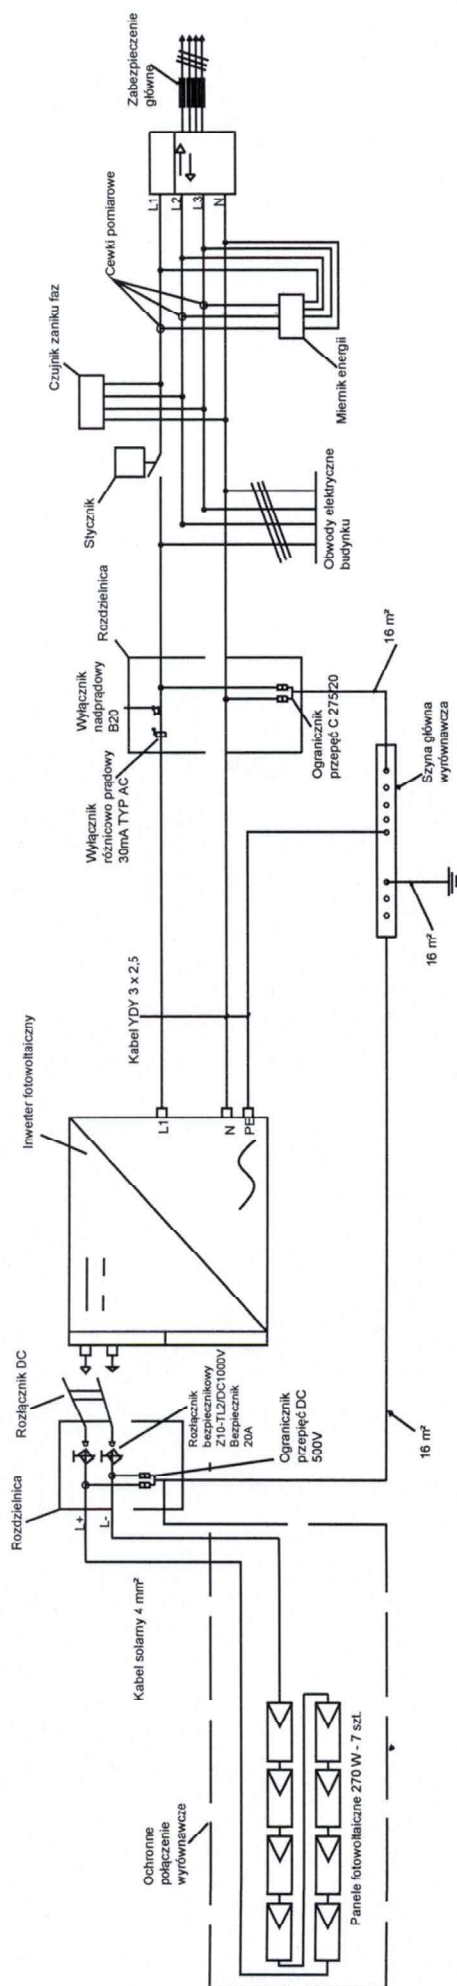 Ochronne
połączenie
wyrównawcze
Panele fotowoltaiczne 270 W - 7 szt.
Kabel solarny 4 mm²
Rozdzielnica
L+
L-
Rozłącznik DC
Rozłącznik
bezpiecznikowy
Z10-TL2/DC1000V
Bezpiecznik
20A
Ogranicznik
przepięć DC
500V
16 m²
Inwerter fotowoltaiczny
L1
N
PE
Kabel YDY 3 x 2,5
16 m²
Szyna główna
wyrównawcza
16 m²
Wyłącznik
różnicowo prądowy
30mA TYP AC
Wyłącznik
nadprądowy
B20
Rozdzielnica
Ogranicznik
przepęć C 275/20
Obwody elektryczne
budynku
Stycznik
Czujnik zaniku faz
Cewki pomiarowe
Miernik energii
L1
L2
L3
N
Zabezpieczenie
główne